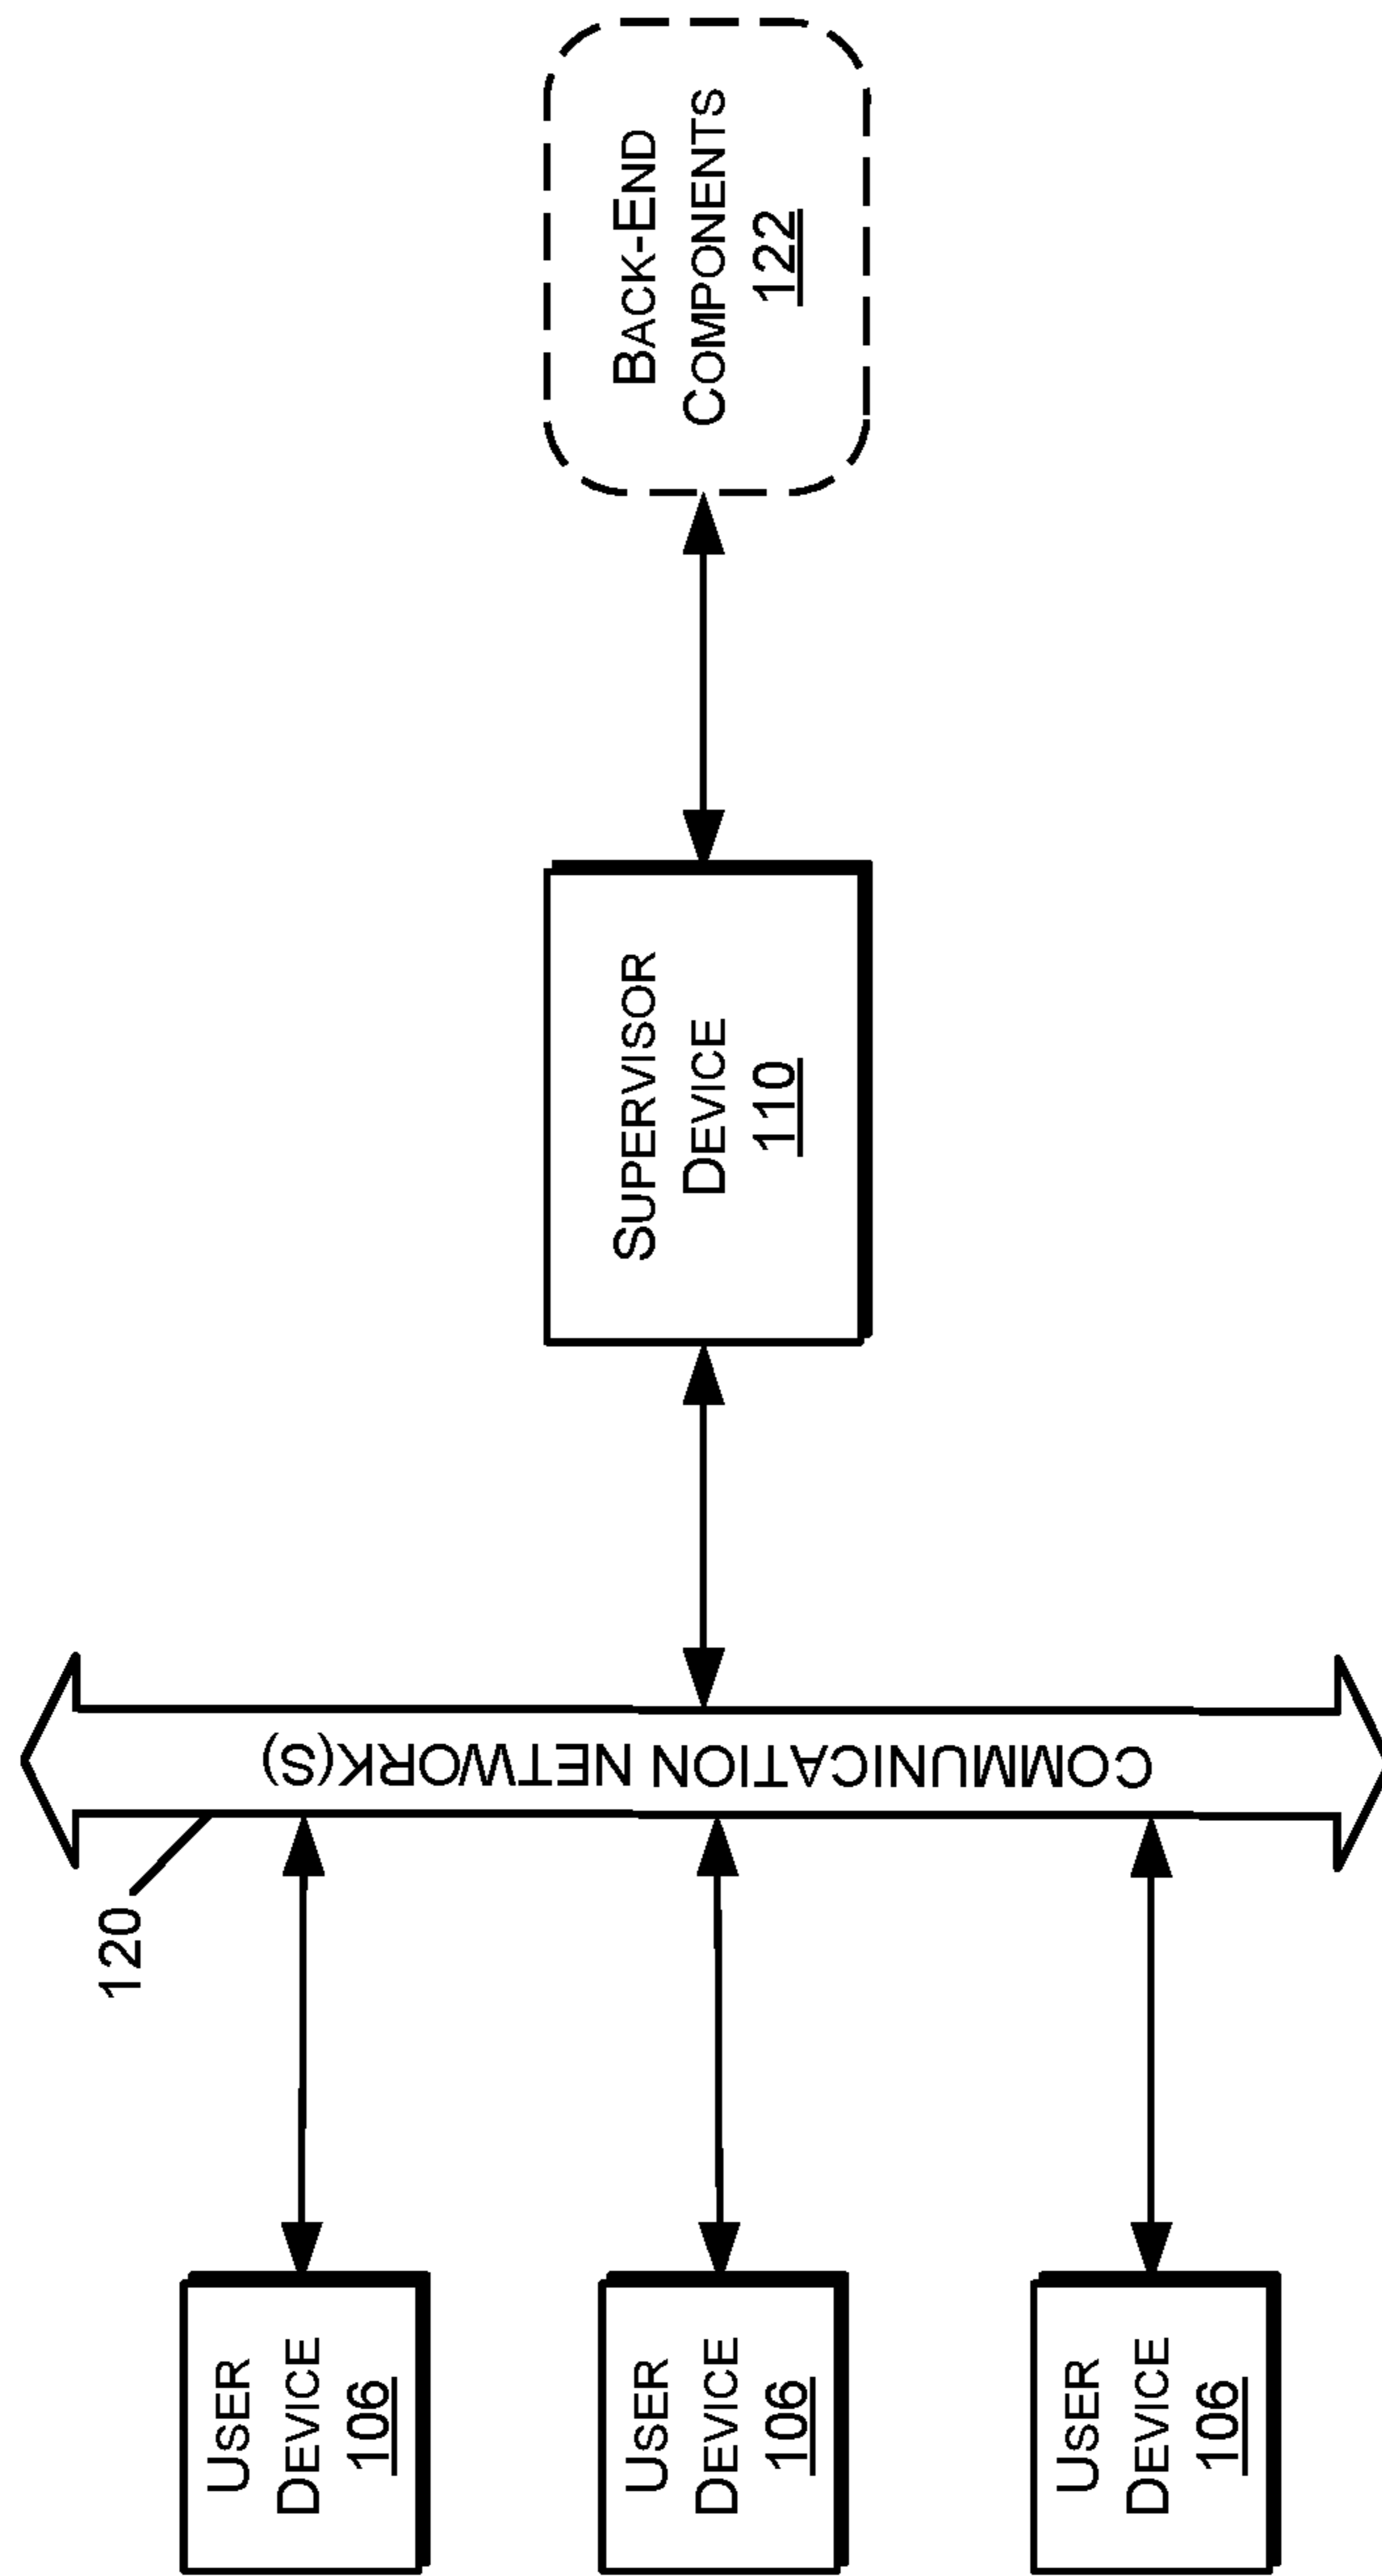 USER
DEVICE
106
USER
DEVICE
106
USER
DEVICE
106
120
COMMUNICATION NETWORK(S)
SUPERVISOR
DEVICE
110
BACK-END
COMPONENTS
122